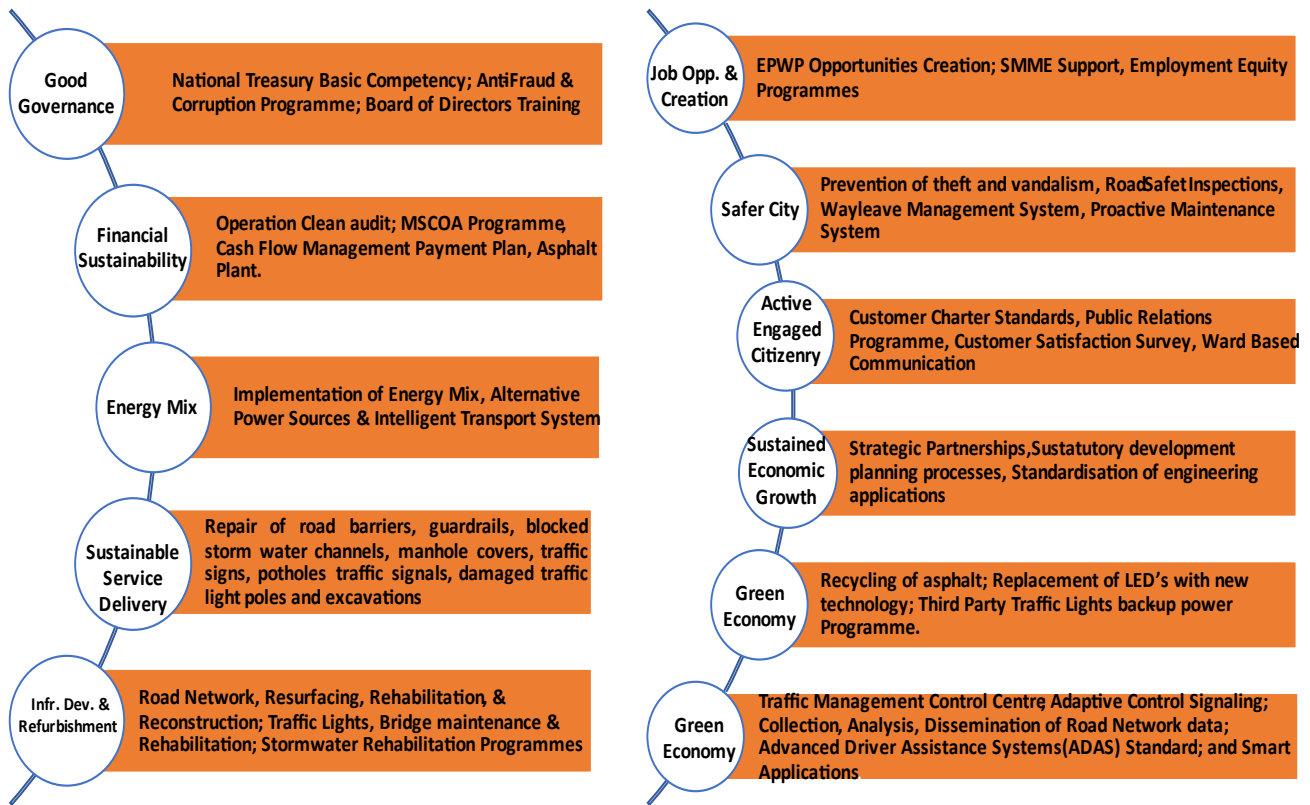 Good
Governance
National Treasury Basic Competency; AntiFraud &
Corruption Programme; Board of Directors Training
Financial
Sustainability
Operation Clean audit; MSCOA Programme,
Cash Flow Management Payment Plan, Asphalt
Plant.
Energy Mix
Implementation of Energy Mix, Alternative
Power Sources & Intelligent Transport System
Sustainable
Service
Delivery
Repair of road barriers, guardrails, blocked
storm water channels, manhole covers, traffic
signs, potholes traffic signals, damaged traffic
light poles and excavations
Infr. Dev. &
Refurbishment
Road Network, Resurfacing, Rehabilitation, &
Reconstruction; Traffic Lights, Bridge maintenance &
Rehabilitation; Stormwater Rehabilitation Programmes
Job Opp. &
Creation
EPWP Opportunities Creation; SMME Support, Employment Equity
Programmes
Safer City
Prevention of theft and vandalism, RoadSafetInspections,
Wayleave Management System, Proactive Maintenance
System
Active
Engaged
Citizenry
Customer Charter Standards, Public Relations
Programme, Customer Satisfaction Survey, Ward Based
Communication
Sustained
Economic
Growth
Strategic Partnerships,Sustatutory development
planning processes, Standardisation of engineering
applications
Green
Economy
Recycling of asphalt; Replacement of LED's with new
technology; Third Party Traffic Lights backup power
Programme.
Green
Economy
Traffic Management Control Centre; Adaptive Control Signaling;
Collection, Analysis, Dissemination of Road Network data;
Advanced Driver Assistance Systems(ADAS) Standard; and Smart
Applications.